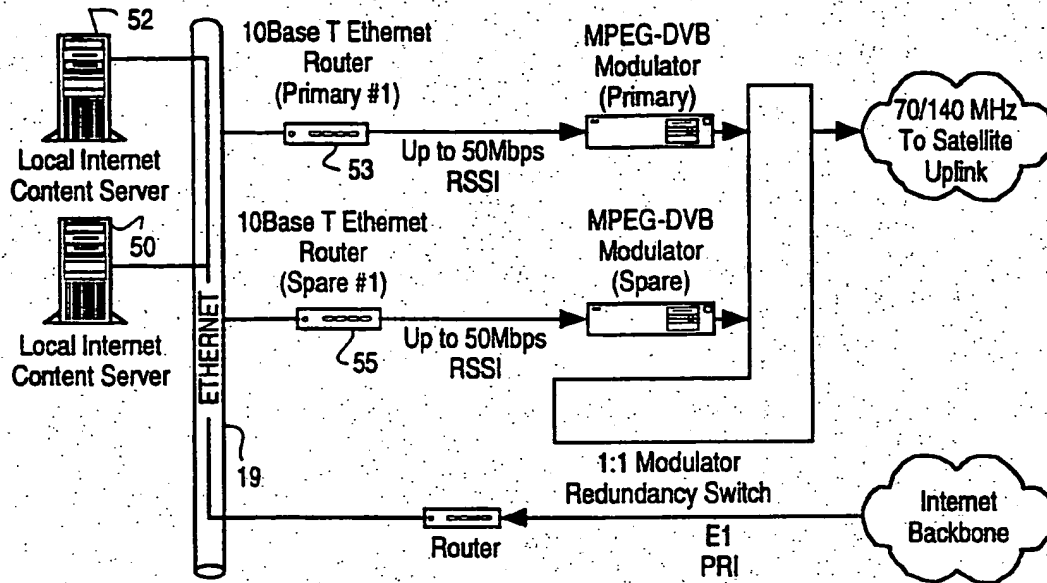 52
Local Internet
Content Server
50
Local Internet
Content Server
ETHERNET
19
10Base T Ethernet
Router
(Primary #1)
53
Up to 50Mbps
RSSI
MPEG-DVB
Modulator
(Primary)
70/140 MHz
To Satellite
Uplink
10Base T Ethernet
Router
(Spare #1)
55
Up to 50Mbps
RSSI
MPEG-DVB
Modulator
(Spare)
1:1 Modulator
Redundancy Switch
Router
E1
PRI
Internet
Backbone